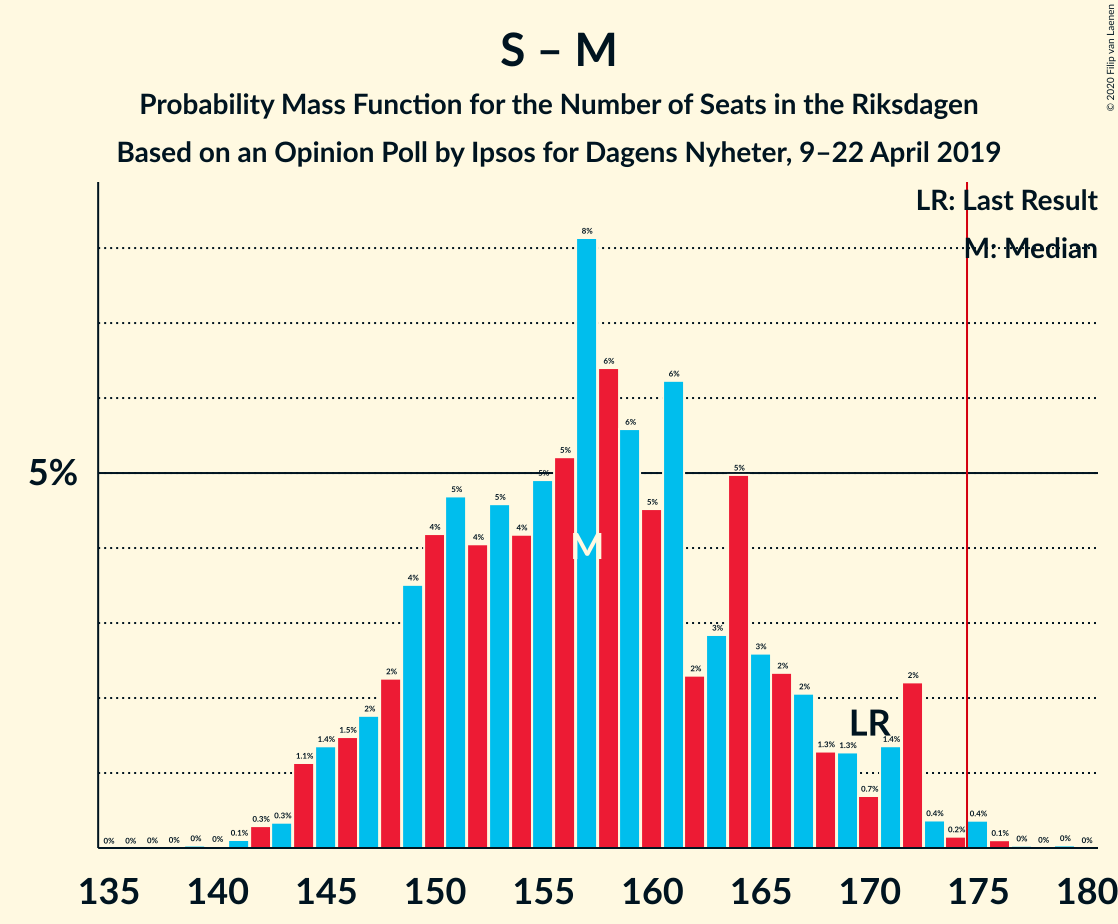 S – M
Probability Mass Function for the Number of Seats in the Riksdagen
Based on an Opinion Poll by Ipsos for Dagens Nyheter, 9–22 April 2019
© 2020 Filip van Laenen
LR: Last Result
M: Median
5%
0% 0% 0% 0% 0% 0% 0.1% 0.3% 0.3% 1.1% 1.4% 1.5% 2% 2% 4% 4% 5% 4% 5% 4% 5% 5% 8% 6% 6% 5% 6% 2% 3% 5% 3% 2% 2% 1.3% 1.3% 0.7% 1.4% 2% 0.4% 0.2% 0.4% 0.1% 0% 0% 0% 0%
M
LR
135 140 145 150 155 160 165 170 175 180